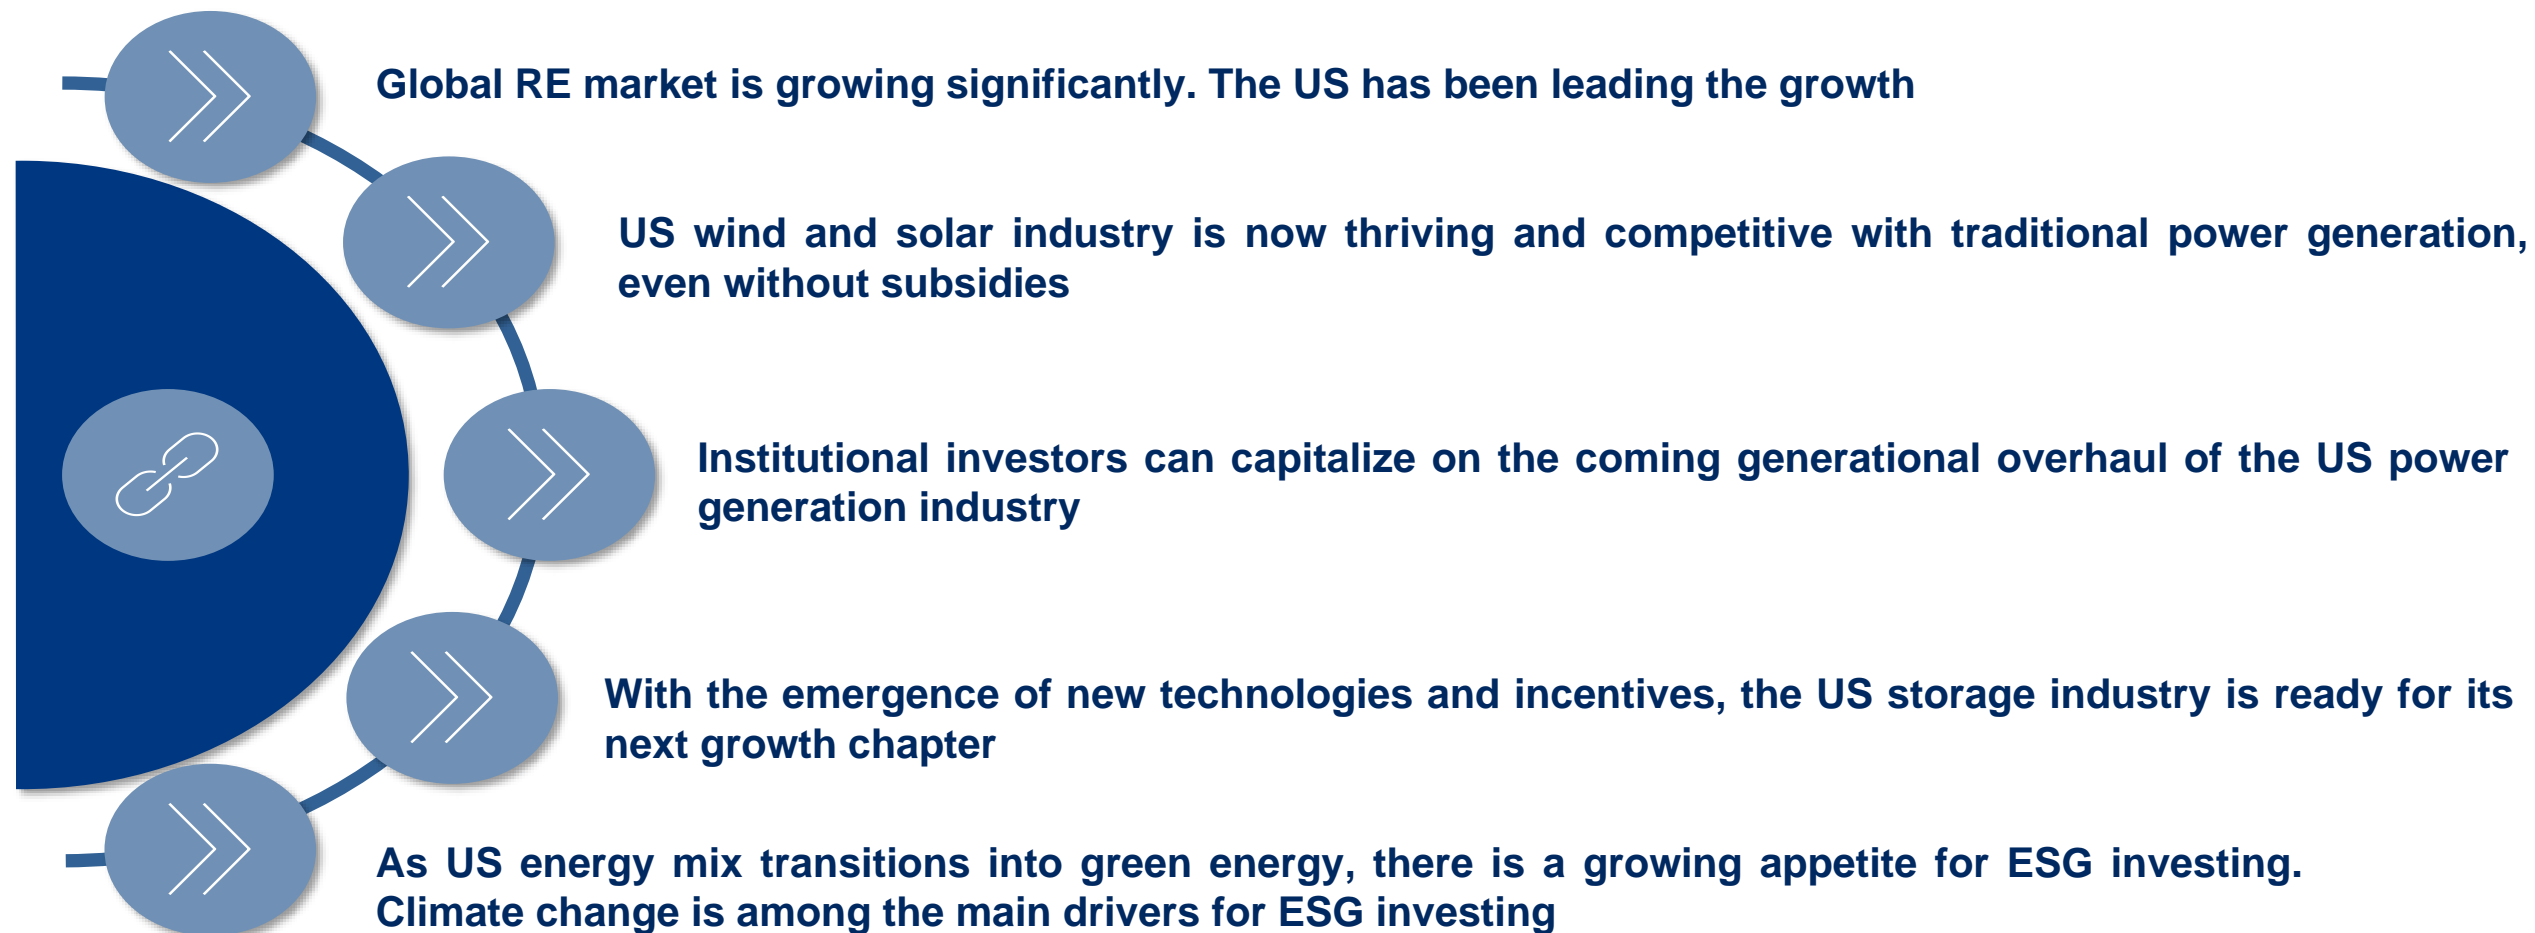 Global RE market is growing significantly. The US has been leading the growth
US wind and solar industry is now thriving and competitive with traditional power generation,
even without subsidies
Institutional investors can capitalize on the coming generational overhaul of the US power
generation industry
With the emergence of new technologies and incentives, the US storage industry is ready for its
next growth chapter
As US energy mix transitions into green energy, there is a growing appetite for ESG investing.
Climate change is among the main drivers for ESG investing